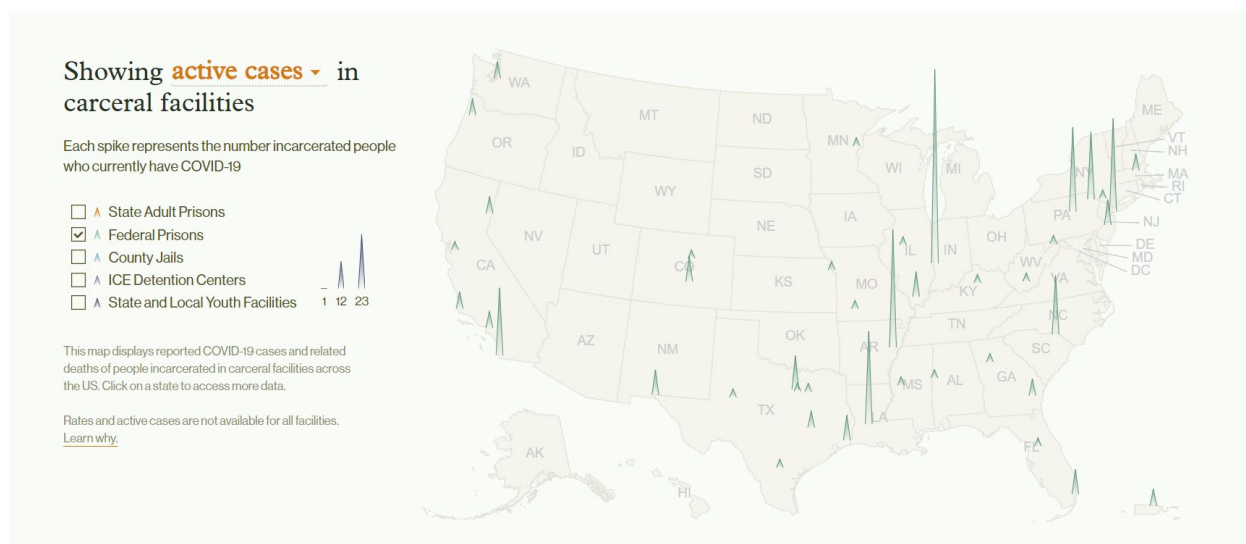 Showing active cases in
carceral facilities
Each spike represents the number incarcerated people
who currently have COVID-19
State Adult Prisons
Federal Prisons
County Jails
ICE Detention Centers
State and Local Youth Facilities
1 12 23
This map displays reported COVID-19 cases and related
deaths of people incarcerated in carceral facilities across
the US. Click on a state to access more data.
Rates and active cases are not available for all facilities.
Learn why.
WA
OR
ID
MT
ND
MN
WI
MI
ME
VT
NH
MA
RI
CT
NY
NJ
PA
DE
MD
DC
SD
WY
NE
IA
IL
IN
OH
WV
VA
NV
UT
CO
KS
MO
KY
CA
AZ
NM
OK
AR
TN
NC
SC
TX
LA
MS
AL
GA
FL
AK
HI